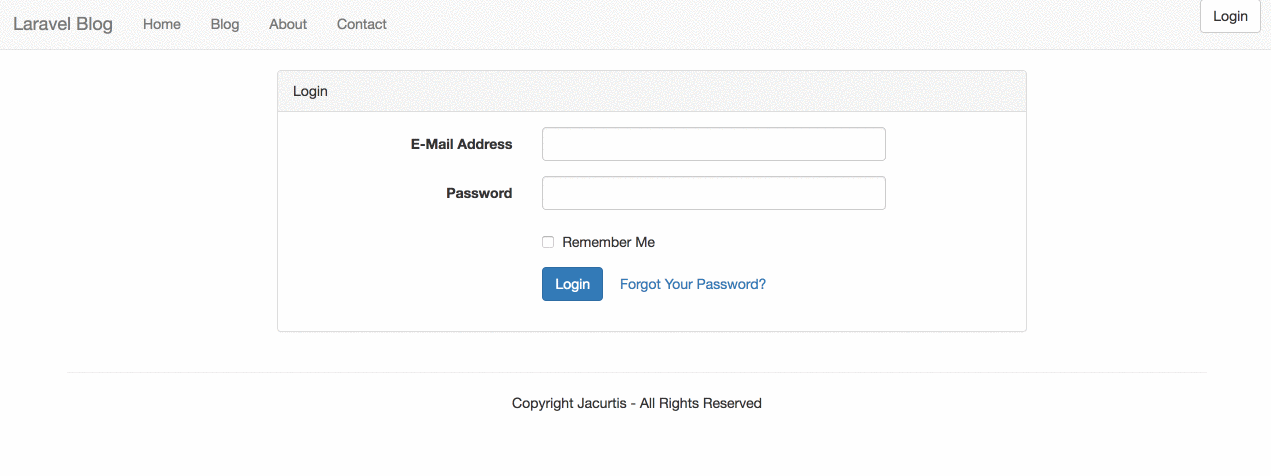 Laravel Blog Home Blog About Contact Login
Login
E-Mail Address
Password
Remember Me
Login Forgot Your Password?
Copyright Jacurtis - All Rights Reserved